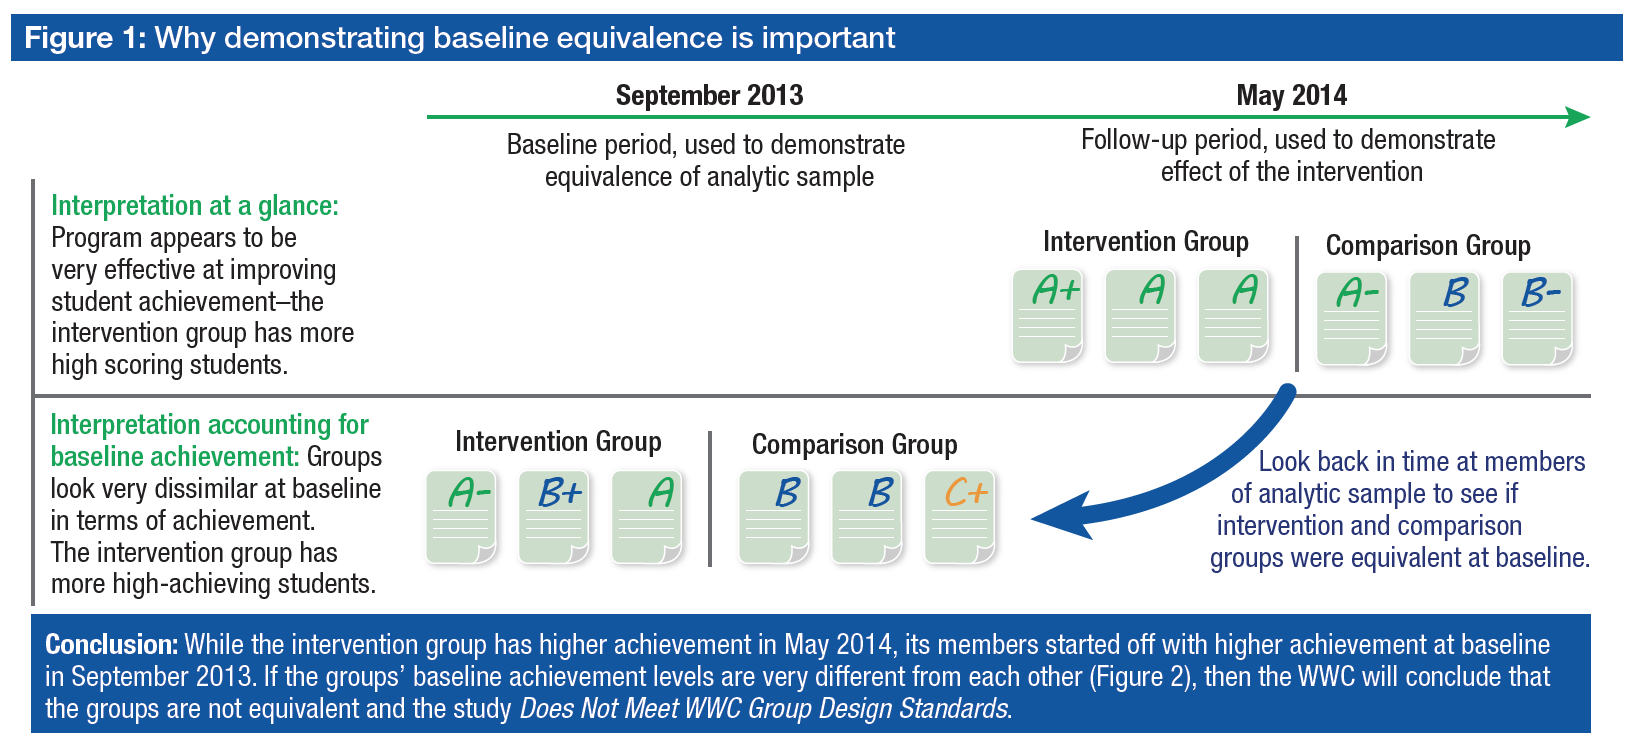 Figure 1: Why demonstrating baseline equivalence is important
September 2013
May 2014
Baseline period, used to demonstrate
equivalence of analytic sample
Follow-up period, used to demonstrate
effect of the intervention
Interpretation at a glance:
Program appears to be
very effective at improving
student achievement–the
intervention group has more
high scoring students.
Intervention Group
A+ A A
Comparison Group
A- B B-
Interpretation accounting for
baseline achievement: Groups
look very dissimilar at baseline
in terms of achievement.
The intervention group has
more high-achieving students.
Intervention Group
A- B+ A
Comparison Group
B B C+
Look back in time at members
of analytic sample to see if
intervention and comparison
groups were equivalent at baseline.
Conclusion: While the intervention group has higher achievement in May 2014, its members started off with higher achievement at baseline
in September 2013. If the groups’ baseline achievement levels are very different from each other (Figure 2), then the WWC will conclude that
the groups are not equivalent and the study Does Not Meet WWC Group Design Standards.